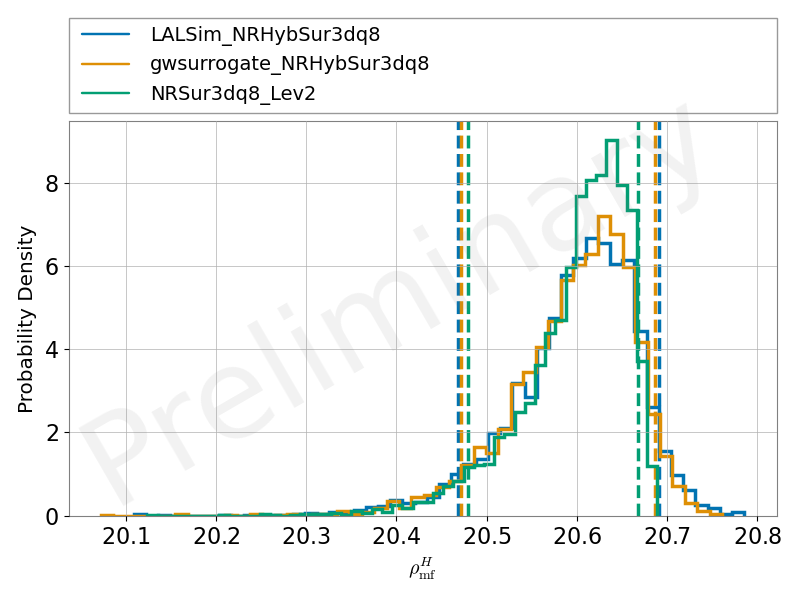 LALSim_NRHybSur3dq8
gwsurrogate_NRHybSur3dq8
NRSur3dq8_Lev2
Preliminary
Probability Density
8
6
4
2
0
20.1 20.2 20.3 20.4 20.5 20.6 20.7 20.8
ρ_mf^H